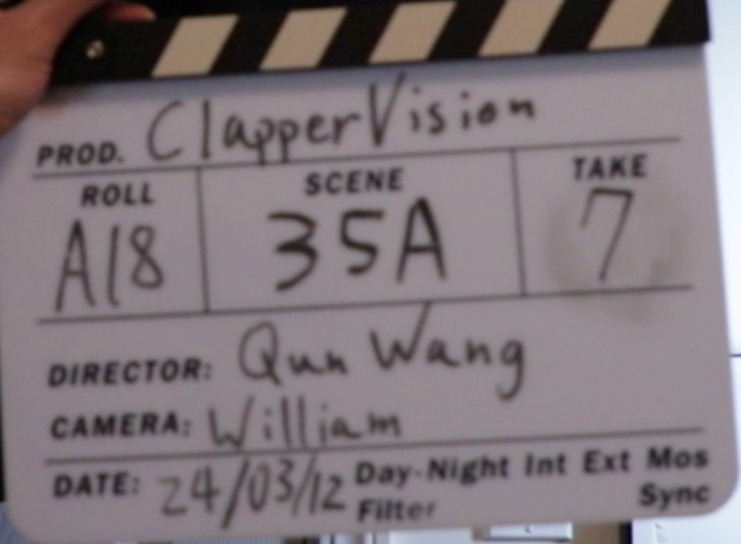 PROD. ClapperVision
ROLL SCENE TAKE
A18 35A 7
DIRECTOR: Qun Wang
CAMERA: William
DATE: 24/03/12 Day-Night Int Ext Mos
Filter Sync